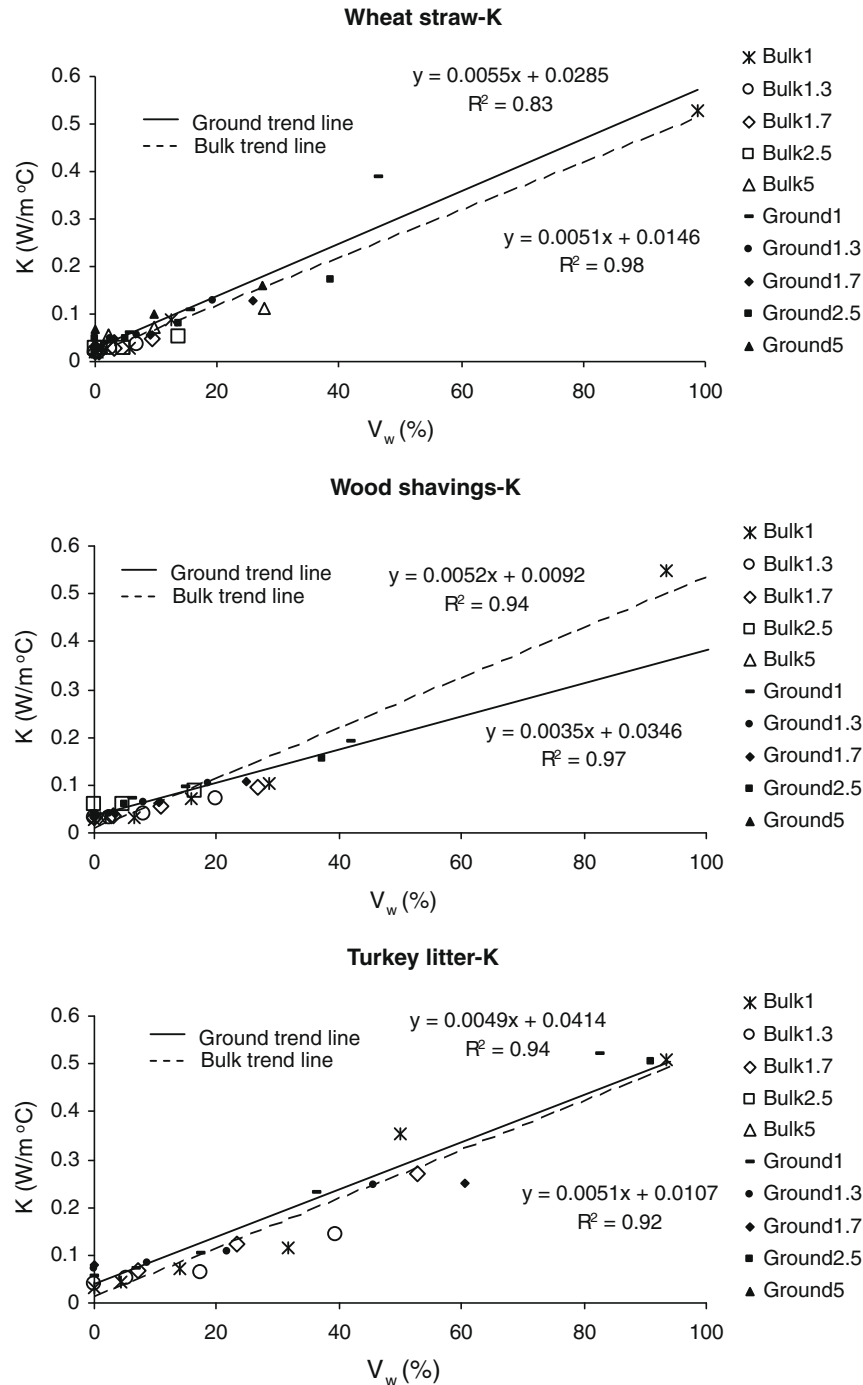 Wheat straw-K
0.6
0.5
0.4
0.3
0.2
0.1
0
K (W/m °C)
0 20 40 60 80 100
V_w (%)
Ground trend line
Bulk trend line
y = 0.0055x + 0.0285
R² = 0.83
y = 0.0051x + 0.0146
R² = 0.98
Bulk1
Bulk1.3
Bulk1.7
Bulk2.5
Bulk5
Ground1
Ground1.3
Ground1.7
Ground2.5
Ground5
Wood shavings-K
0.6
0.5
0.4
0.3
0.2
0.1
0
K (W/m °C)
0 20 40 60 80 100
V_w (%)
Ground trend line
Bulk trend line
y = 0.0052x + 0.0092
R² = 0.94
y = 0.0035x + 0.0346
R² = 0.97
Bulk1
Bulk1.3
Bulk1.7
Bulk2.5
Bulk5
Ground1
Ground1.3
Ground1.7
Ground2.5
Ground5
Turkey litter-K
0.6
0.5
0.4
0.3
0.2
0.1
0
K (W/m °C)
0 20 40 60 80 100
V_w (%)
Ground trend line
Bulk trend line
y = 0.0049x + 0.0414
R² = 0.94
y = 0.0051x + 0.0107
R² = 0.92
Bulk1
Bulk1.3
Bulk1.7
Bulk2.5
Bulk5
Ground1
Ground1.3
Ground1.7
Ground2.5
Ground5